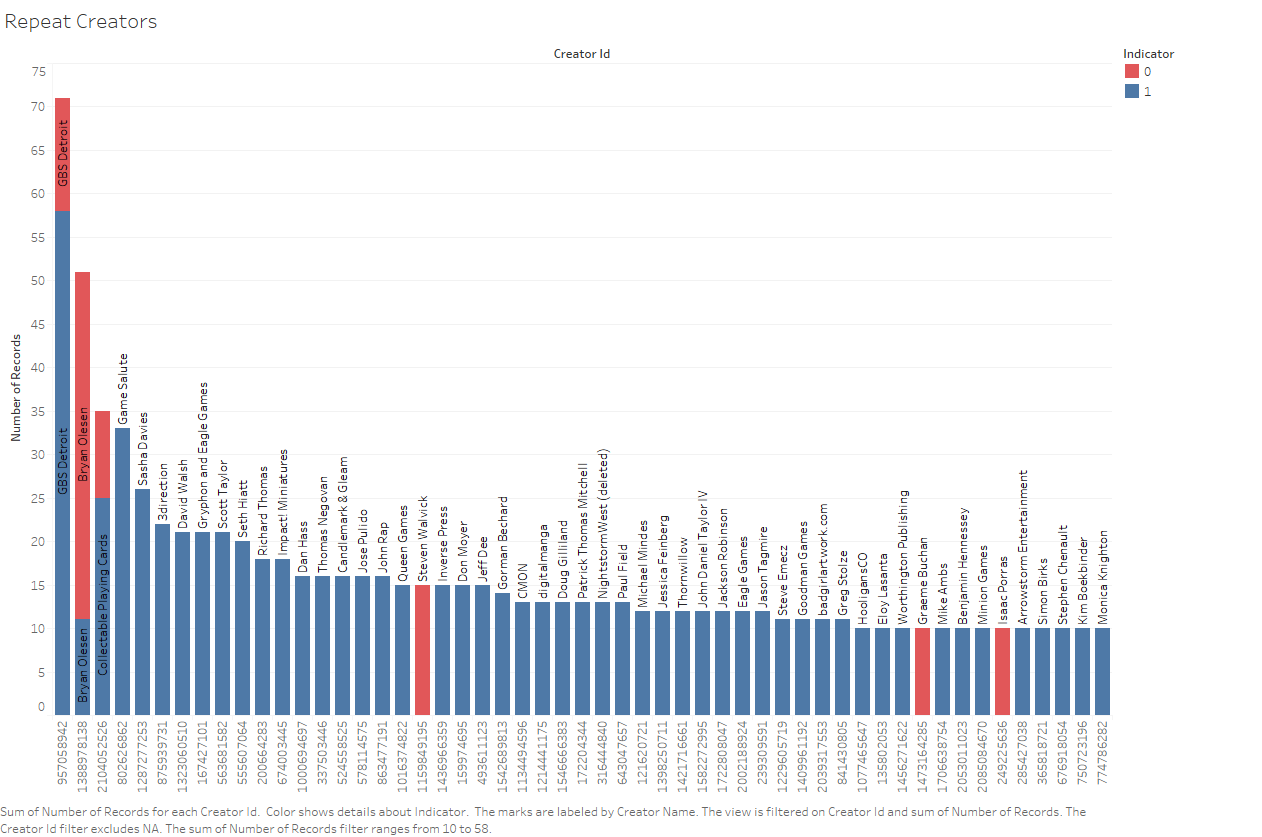 Repeat Creators
Creator Id
Indicator
0
1
Number of Records
75
70
65
60
55
50
45
40
35
30
25
20
15
10
5
0
GBS Detroit
GBS Detroit
Bryan Olesen
Bryan Olesen
Collectable Playing Cards
Game Salute
Sasha Davies
3direction
David Walsh
Gryphon and Eagle Games
Scott Taylor
Seth Hiatt
Richard Thomas
Impact! Miniatures
Dan Hass
Thomas Negovan
Candlemark & Gleam
Jose Pulido
John Rap
Queen Games
Steven Walvick
Inverse Press
Don Moyer
Jeff Dee
Gorman Bechard
CMON
digitalmanga
Doug Gilliland
Patrick Thomas Mitchell
NightstormWest (deleted)
Paul Field
Michael Mindes
Jessica Feinberg
Thornwillow
John Daniel Taylor IV
Jackson Robinson
Eagle Games
Jason Tagmire
Steve Emecz
Goodman Games
badgirlartwork.com
Greg Stolze
HooligansCO
Eloy Lasanta
Worthington Publishing
Graeme Buchan
Mike Ambs
Benjamin Hennessey
Minion Games
Isaac Porras
Arrowstorm Entertainment
Simon Birks
Stephen Chenault
Kim Boekbinder
Monica Knighton
957058942
1388978138
2104052526
802626862
1287277253
875939731
1323060510
167427101
563681582
555607064
200664283
674003445
1000694697
337503446
524558525
578114575
863477191
1016374822
1159849195
1436966359
159974695
493611123
1542689813
1134494596
1214441175
1546666383
172204344
316444840
643047657
121620721
1398250711
1421716661
1582272995
1722808047
2002188924
239309591
1229605719
1409961192
2039317553
841430805
1077465647
135802053
1456271622
1473164285
1706638754
2053011023
2085084670
249225636
285427038
365818721
676918054
750723196
774786282
Sum of Number of Records for each Creator Id.  Color shows details about Indicator.  The marks are labeled by Creator Name. The view is filtered on Creator Id and sum of Number of Records. The
Creator Id filter excludes NA. The sum of Number of Records filter ranges from 10 to 58.